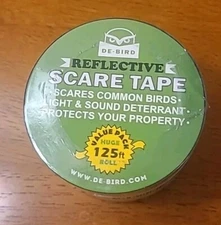 DE·BIRD
REFLECTIVE
SCARE TAPE
SCARES COMMON BIRDS•
LIGHT & SOUND DETERRANT•
PROTECTS YOUR PROPERTY•
VALUE PACK
HUGE
125ft
ROLL
WWW.DE-BIRD.COM